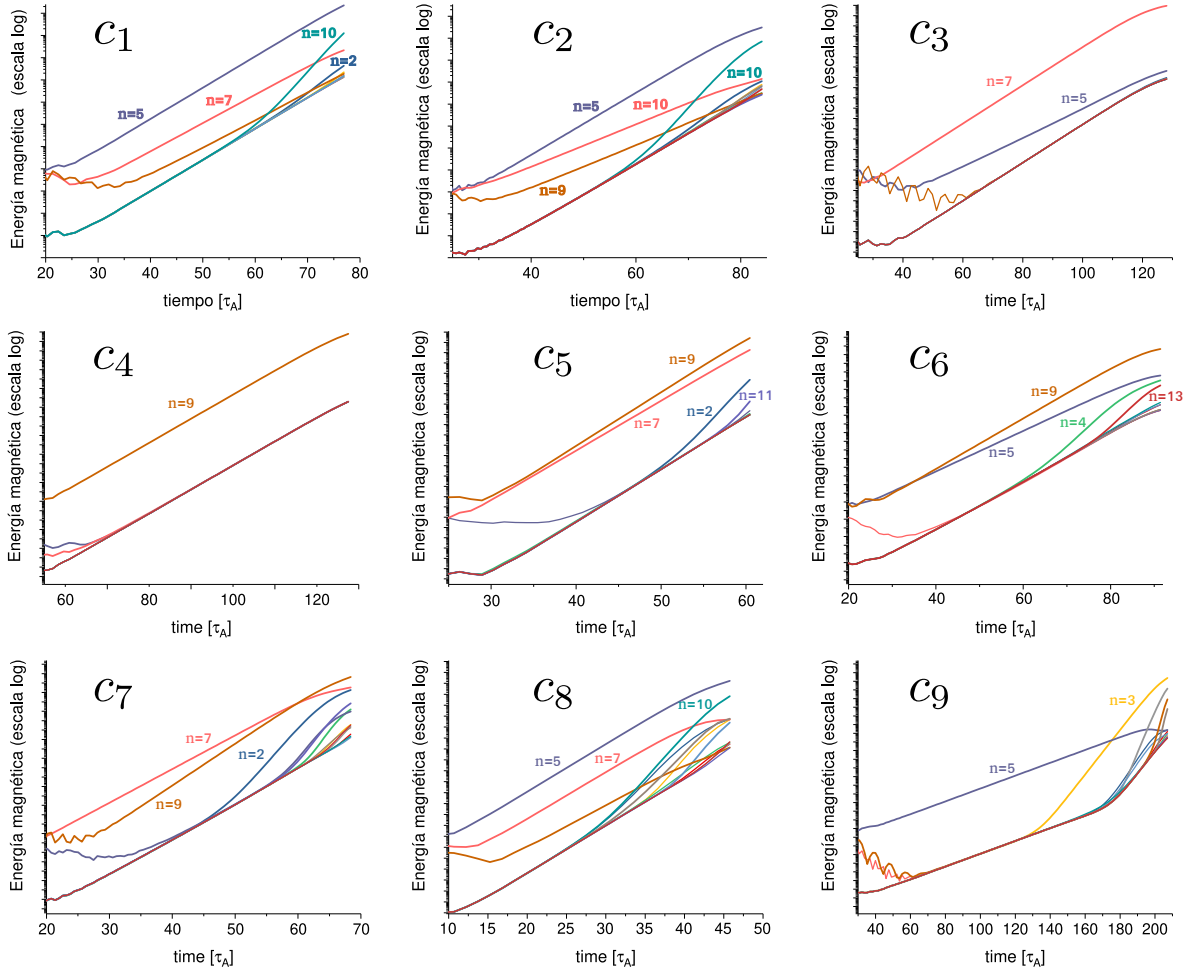 c1
Energía magnética  (escala log)
n=5
n=7
n=10
n=2
20 30 40 50 60 70 80
tiempo [τA]
c2
Energía magnética (escala log)
n=5
n=10
n=10
n=9
40 60 80
tiempo [τA]
c3
Energía magnética (escala log)
n=7
n=5
40 60 80 100 120
time [τA]
c4
Energía magnética (escala log)
n=9
60 80 100 120
time [τA]
c5
Energía magnética (escala log)
n=9
n=7
n=2
n=11
30 40 50 60
time [τA]
c6
Energía magnética (escala log)
n=9
n=5
n=4
n=13
20 40 60 80
time [τA]
c7
Energía magnética (escala log)
n=7
n=9
n=2
20 30 40 50 60 70
time [τA]
c8
Energía magnética (escala log)
n=5
n=7
n=10
10 15 20 25 30 35 40 45 50
time [τA]
c9
Energía magnética (escala log)
n=3
n=5
40 60 80 100 120 140 160 180 200
time [τA]